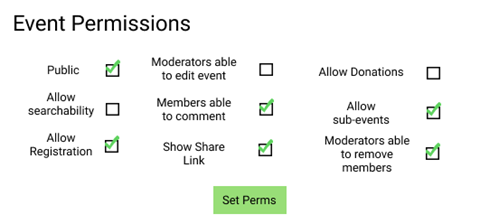 Event Permissions
Public
Allow
searchability
Allow
Registration
Moderators able
to edit event
Members able
to comment
Show Share
Link
Allow Donations
Allow
sub-events
Moderators able
to remove
members
Set Perms